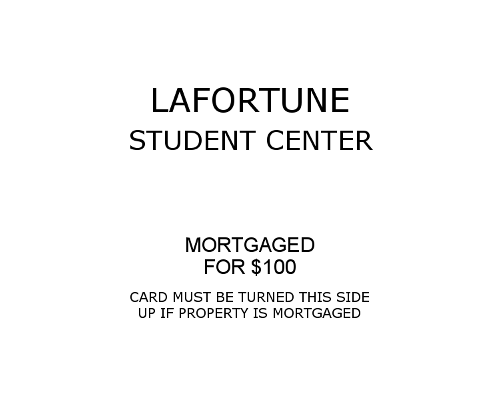 LAFORTUNE
STUDENT CENTER
MORTGAGED
FOR $100
CARD MUST BE TURNED THIS SIDE
UP IF PROPERTY IS MORTGAGED